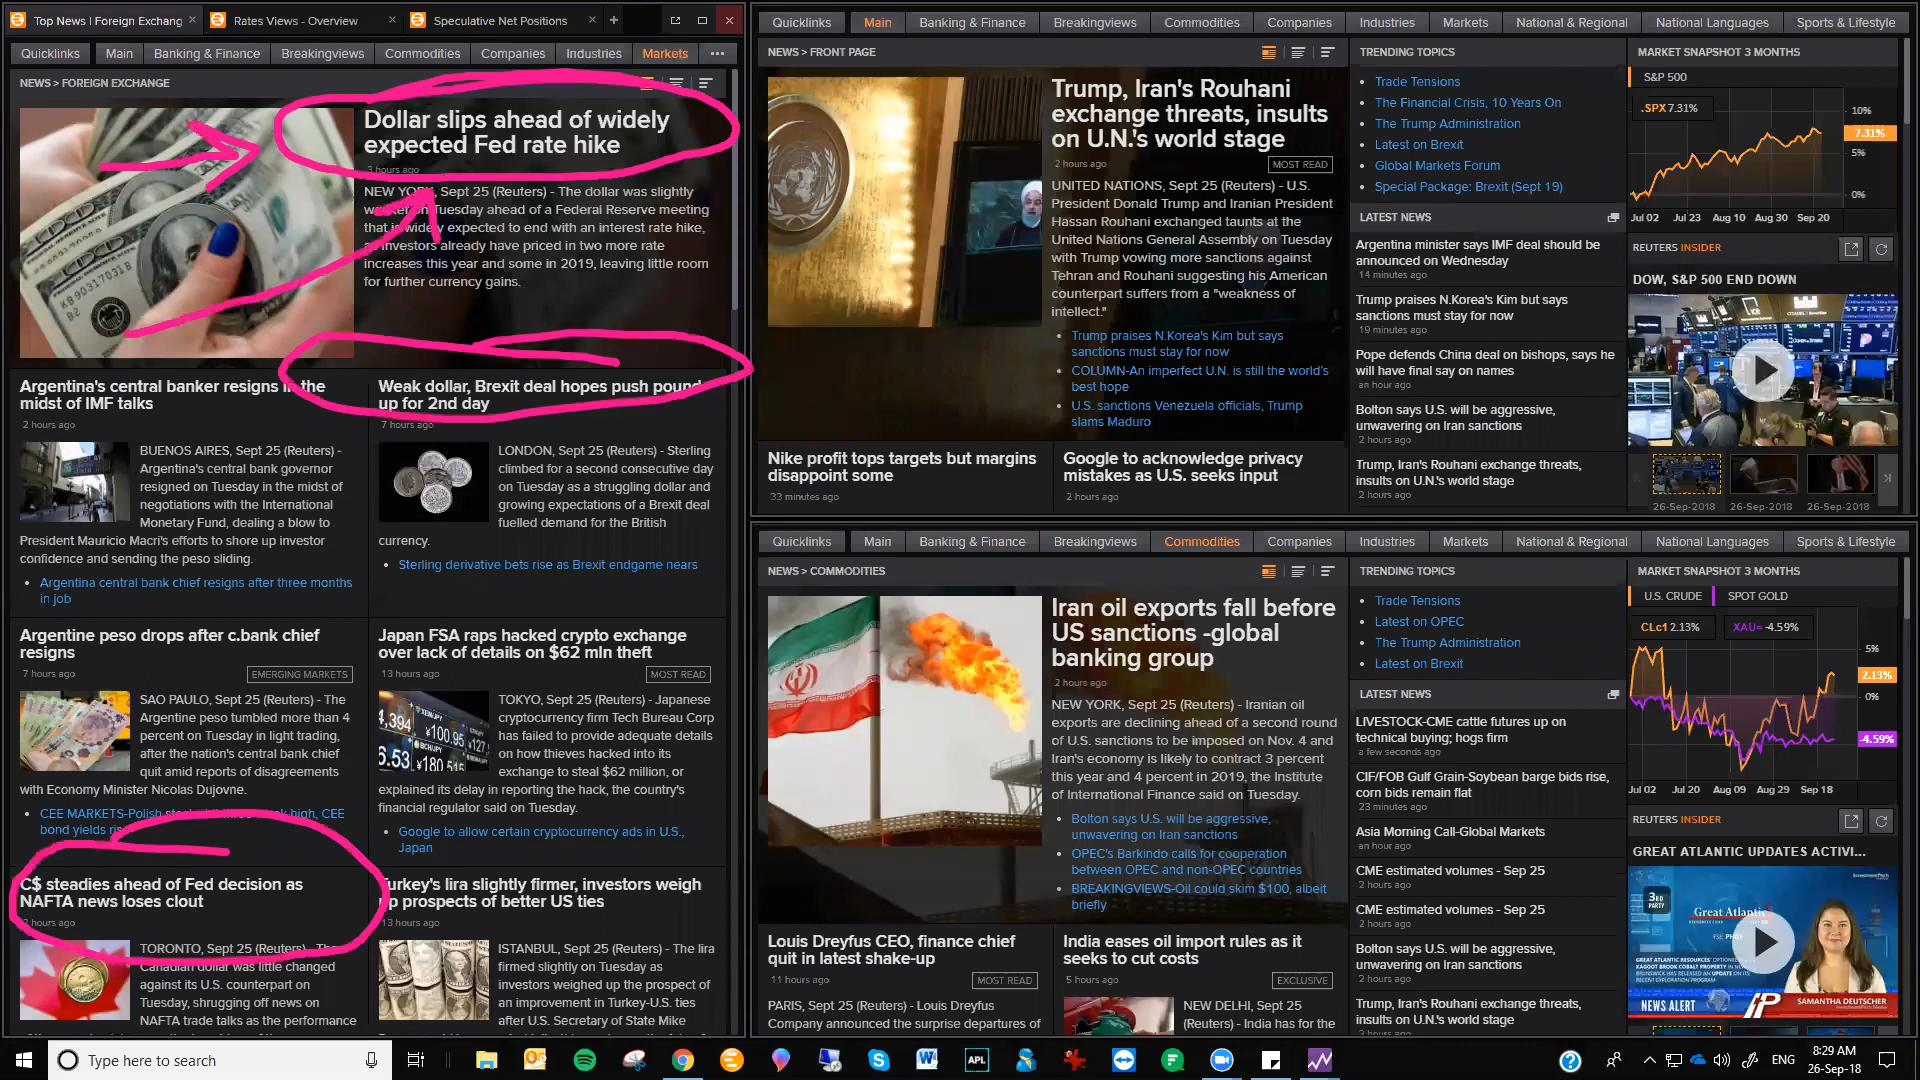 Top News | Foreign Exchang
Rates Views - Overview
Speculative Net Positions
Quicklinks
Main
Banking & Finance
Breakingviews
Commodities
Companies
Industries
Markets
NEWS > FOREIGN EXCHANGE
Dollar slips ahead of widely
expected Fed rate hike
3 hours ago
NEW YORK, Sept 25 (Reuters) - The dollar was slightly
weaker on Tuesday ahead of a Federal Reserve meeting
that is widely expected to end with an interest rate hike,
as investors already have priced in two more rate
increases this year and some in 2019, leaving little room
for further currency gains.
Argentina's central banker resigns in the
midst of IMF talks
2 hours ago
BUENOS AIRES, Sept 25 (Reuters) -
Argentina's central bank governor
resigned on Tuesday in the midst of
negotiations with the International
Monetary Fund, dealing a blow to
President Mauricio Macri's efforts to shore up investor
confidence and sending the peso sliding.
Argentina central bank chief resigns after three months
in job
Weak dollar, Brexit deal hopes push pound
up for 2nd day
7 hours ago
LONDON, Sept 25 (Reuters) - Sterling
climbed for a second consecutive day
on Tuesday as a struggling dollar and
growing expectations of a Brexit deal
fuelled demand for the British
currency.
Sterling derivative bets rise as Brexit endgame nears
Argentine peso drops after c.bank chief
resigns
7 hours ago
EMERGING MARKETS
SAO PAULO, Sept 25 (Reuters) - The
Argentine peso tumbled more than 4
percent on Tuesday in light trading,
after the nation's central bank chief
quit amid reports of disagreements
with Economy Minister Nicolas Dujovne.
CEE MARKETS-Polish high, CEE
bond yields
Japan FSA raps hacked crypto exchange
over lack of details on $62 mln theft
13 hours ago
MOST READ
TOKYO, Sept 25 (Reuters) - Japanese
cryptocurrency firm Tech Bureau Corp
has failed to provide adequate details
on how thieves hacked into its
exchange to steal $62 million, or
explained its delay in reporting the hack, the country's
financial regulator said on Tuesday.
Google to allow certain cryptocurrency ads in U.S.,
Japan
C$ steadies ahead of Fed decision as
NAFTA news loses clout
hours ago
TORONTO, Sept 25 (Reuters) - The
Canadian dollar was little changed
against its U.S. counterpart on
Tuesday, shrugging off news on
NAFTA trade talks as the performance
Turkey's lira slightly firmer, investors weigh
up prospects of better US ties
13 hours ago
ISTANBUL, Sept 25 (Reuters) - The lira
firmed slightly on Tuesday as
investors weighed up the prospect of
an improvement in Turkey-U.S. ties
after U.S. Secretary of State Mike
Quicklinks
Main
Banking & Finance
Breakingviews
Commodities
Companies
Industries
Markets
National & Regional
National Languages
Sports & Lifestyle
NEWS > FRONT PAGE
Trump, Iran's Rouhani
exchange threats, insults
on U.N.'s world stage
2 hours ago
MOST READ
UNITED NATIONS, Sept 25 (Reuters) - U.S.
President Donald Trump and Iranian President
Hassan Rouhani exchanged taunts at the
United Nations General Assembly on Tuesday
with Trump vowing more sanctions against
Tehran and Rouhani suggesting his American
counterpart suffers from a "weakness of
intellect."
Trump praises N.Korea's Kim but says
sanctions must stay for now
COLUMN-An imperfect U.N. is still the world's
best hope
U.S. sanctions Venezuela officials, Trump
slams Maduro
Nike profit tops targets but margins
disappoint some
33 minutes ago
Google to acknowledge privacy
mistakes as U.S. seeks input
2 hours ago
TRENDING TOPICS
Trade Tensions
The Financial Crisis, 10 Years On
The Trump Administration
Latest on Brexit
Global Markets Forum
Special Package: Brexit (Sept 19)
LATEST NEWS
Argentina minister says IMF deal should be
announced on Wednesday
14 minutes ago
Trump praises N.Korea's Kim but says
sanctions must stay for now
19 minutes ago
Pope defends China deal on bishops, says he
will have final say on names
an hour ago
Bolton says U.S. will be aggressive,
unwavering on Iran sanctions
2 hours ago
Trump, Iran's Rouhani exchange threats,
insults on U.N.'s world stage
2 hours ago
MARKET SNAPSHOT 3 MONTHS
S&P 500
.SPX 7.31%
10%
7.31%
5%
0%
Jul 02 Jul 23 Aug 10 Aug 30 Sep 20
REUTERS INSIDER
DOW, S&P 500 END DOWN
26-Sep-2018 26-Sep-2018 26-Sep-2018
Quicklinks
Main
Banking & Finance
Breakingviews
Commodities
Companies
Industries
Markets
National & Regional
National Languages
Sports & Lifestyle
NEWS > COMMODITIES
Iran oil exports fall before
US sanctions -global
banking group
2 hours ago
NEW YORK, Sept 25 (Reuters) - Iranian oil
exports are declining ahead of a second round
of U.S. sanctions to be imposed on Nov. 4 and
Iran's economy is likely to contract 3 percent
this year and 4 percent in 2019, the Institute
of International Finance said on Tuesday.
Bolton says U.S. will be aggressive,
unwavering on Iran sanctions
OPEC's Barkindo calls for cooperation
between OPEC and non-OPEC countries
BREAKINGVIEWS-Oil could skim $100, albeit
briefly
Louis Dreyfus CEO, finance chief
quit in latest shake-up
11 hours ago
MOST READ
PARIS, Sept 25 (Reuters) - Louis Dreyfus
Company announced the surprise departures of
India eases oil import rules as it
seeks to cut costs
5 hours ago
EXCLUSIVE
NEW DELHI, Sept 25
(Reuters) - India has for the
TRENDING TOPICS
Trade Tensions
Latest on OPEC
The Trump Administration
Latest on Brexit
LATEST NEWS
LIVESTOCK-CME cattle futures up on
technical buying; hogs firm
a few seconds ago
CIF/FOB Gulf Grain-Soybean barge bids rise,
corn bids remain flat
23 minutes ago
Asia Morning Call-Global Markets
an hour ago
CME estimated volumes - Sep 25
2 hours ago
CME estimated volumes - Sep 25
2 hours ago
Bolton says U.S. will be aggressive,
unwavering on Iran sanctions
2 hours ago
Trump, Iran's Rouhani exchange threats,
insults on U.N.'s world stage
2 hours ago
MARKET SNAPSHOT 3 MONTHS
U.S. CRUDE
SPOT GOLD
CLc1 2.13%
XAU= -4.59%
5%
2.13%
0%
-4.59%
Jul 02 Jul 20 Aug 09 Aug 29 Sep 18
REUTERS INSIDER
GREAT ATLANTIC UPDATES ACTIVI...
3RD
PARTY
Great Atlantic
NEWS ALERT
SAMANTHA DEUTSCHER
Type here to search
APL
ENG
8:29 AM
26-Sep-18